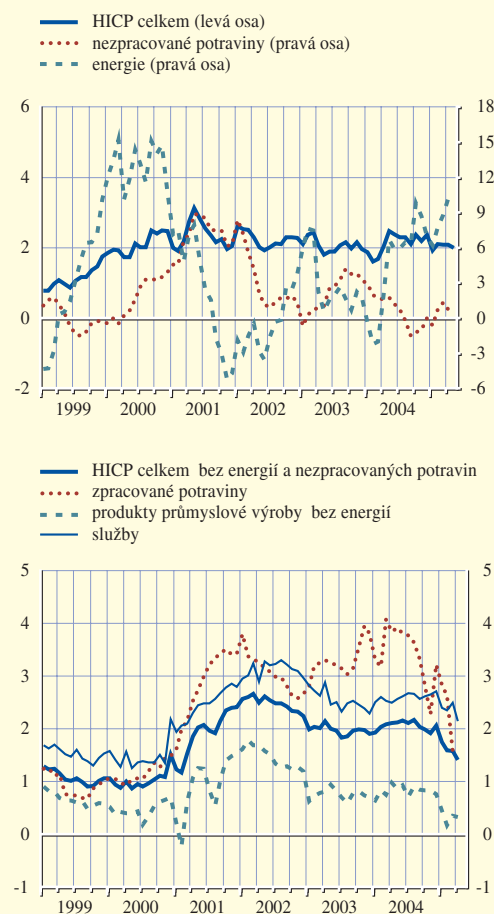 HICP celkem (levá osa)
nezpracované potraviny (pravá osa)
energie (pravá osa)
6 18
15
4 12
9
2 6
3
0 0
-3
-2 -6
1999 2000 2001 2002 2003 2004
HICP celkem bez energií a nezpracovaných potravin
zpracované potraviny
produkty průmyslové výroby bez energií
služby
5 5
4 4
3 3
2 2
1 1
0 0
-1 -1
1999 2000 2001 2002 2003 2004